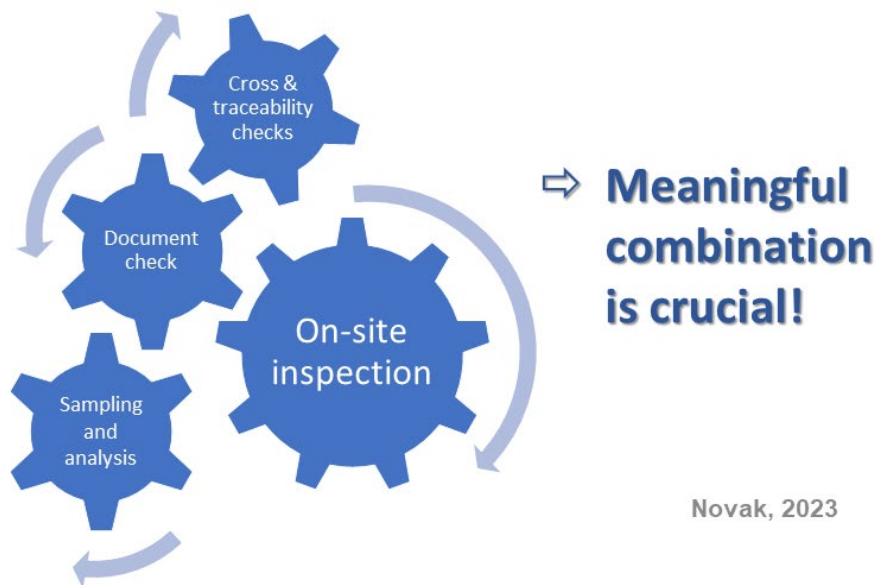 Cross &
traceability
checks
Document
check
Sampling
and
analysis
On-site
inspection
⇨ Meaningful
combination
is crucial!
Novak, 2023